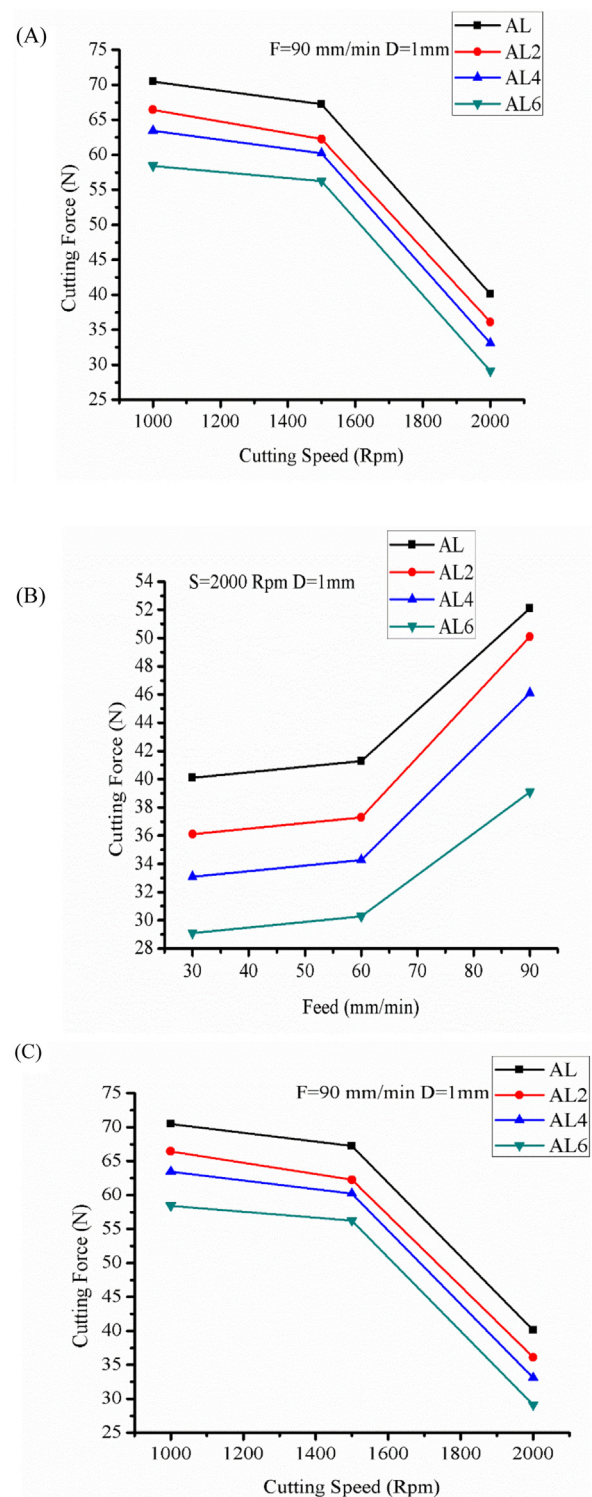 (A)
F=90 mm/min D=1mm
AL
AL2
AL4
AL6
75
70
65
60
55
50
45
40
35
30
25
Cutting Force (N)
1000 1200 1400 1600 1800 2000
Cutting Speed (Rpm)
(B)
S=2000 Rpm D=1mm
AL
AL2
AL4
AL6
54
52
50
48
46
44
42
40
38
36
34
32
30
28
Cutting Force (N)
30 40 50 60 70 80 90
Feed (mm/min)
(C)
F=90 mm/min D=1mm
AL
AL2
AL4
AL6
75
70
65
60
55
50
45
40
35
30
25
Cutting Force (N)
1000 1200 1400 1600 1800 2000
Cutting Speed (Rpm)